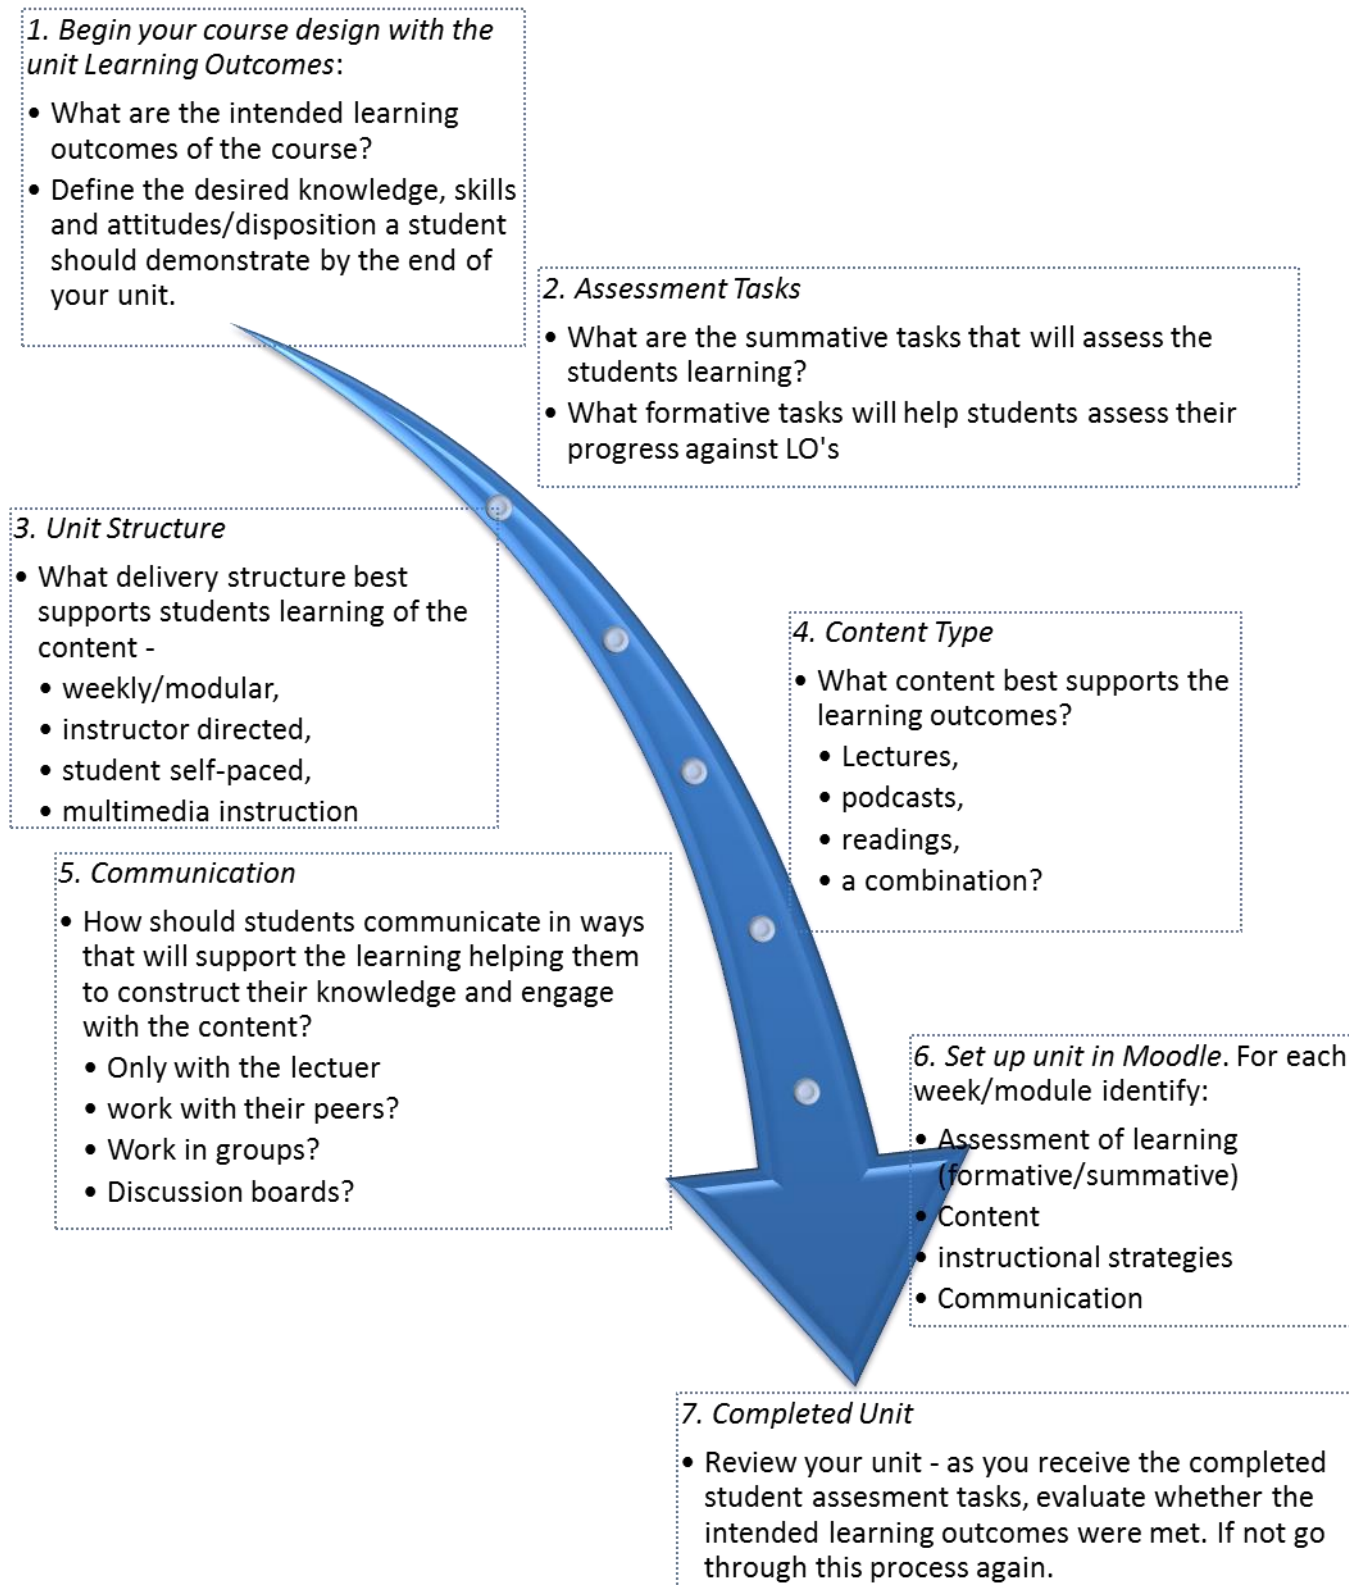 1. Begin your course design with the
unit Learning Outcomes:
• What are the intended learning
outcomes of the course?
• Define the desired knowledge, skills
and attitudes/disposition a student
should demonstrate by the end of
your unit.
2. Assessment Tasks
• What are the summative tasks that will assess the
students learning?
• What formative tasks will help students assess their
progress against LO's
3. Unit Structure
• What delivery structure best
supports students learning of the
content -
• weekly/modular,
• instructor directed,
• student self-paced,
• multimedia instruction
4. Content Type
• What content best supports the
learning outcomes?
• Lectures,
• podcasts,
• readings,
• a combination?
5. Communication
• How should students communicate in ways
that will support the learning helping them
to construct their knowledge and engage
with the content?
• Only with the lectuer
• work with their peers?
• Work in groups?
• Discussion boards?
6. Set up unit in Moodle. For each
week/module identify:
• Assessment of learning
(formative/summative)
• Content
• instructional strategies
• Communication
7. Completed Unit
• Review your unit - as you receive the completed
student assesment tasks, evaluate whether the
intended learning outcomes were met. If not go
through this process again.